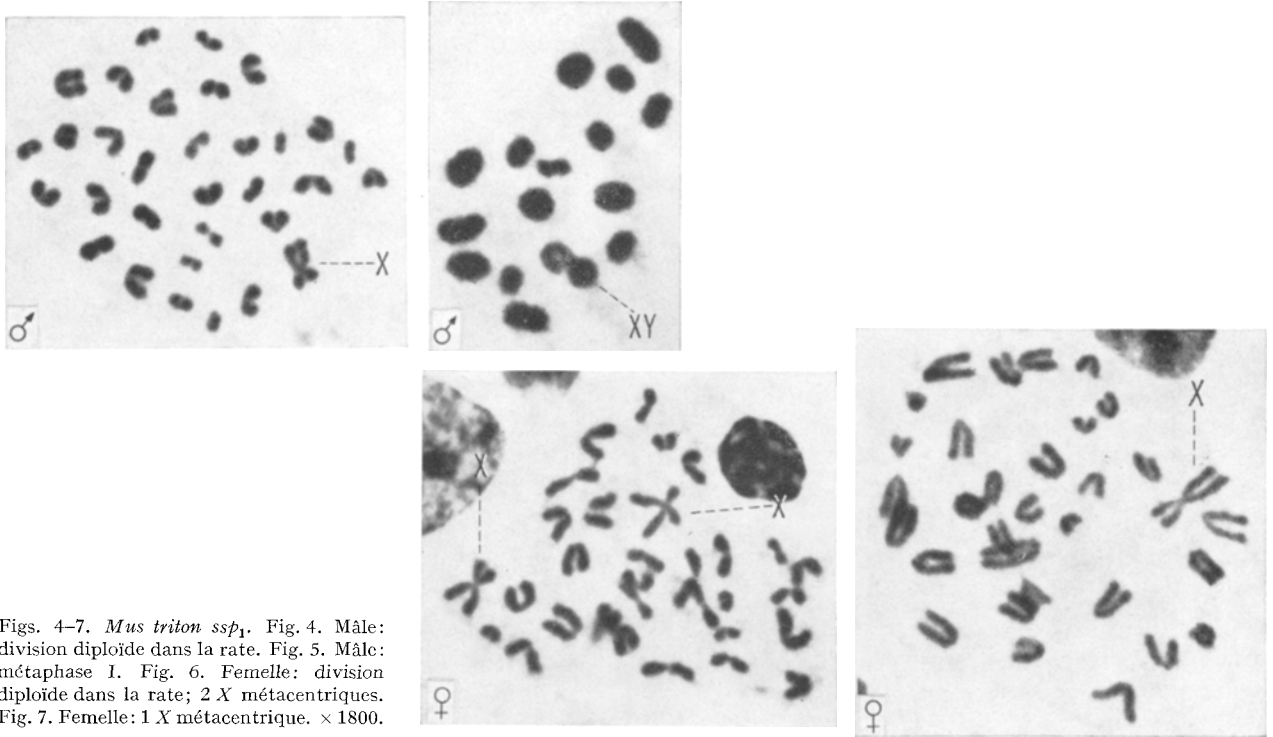 X
♂
XY
♂
X
X
♀
X
♀
Figs. 4–7. Mus triton ssp₁. Fig. 4. Mâle:
division diploïde dans la rate. Fig. 5. Mâle:
métaphase I. Fig. 6. Femelle: division
diploïde dans la rate; 2 X métacentriques.
Fig. 7. Femelle: 1 X métacentrique. × 1800.